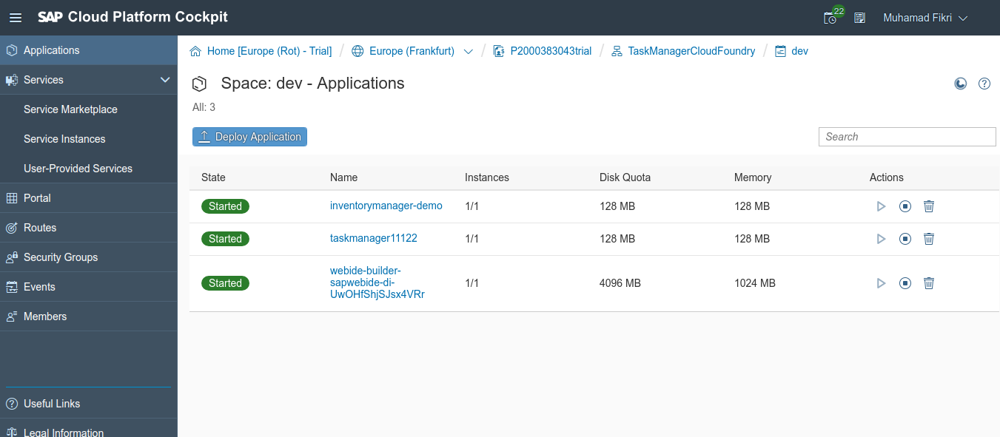 SAP Cloud Platform Cockpit
22
Muhamad Fikri
Applications
Services
Service Marketplace
Service Instances
User-Provided Services
Portal
Routes
Security Groups
Events
Members
Useful Links
Legal Information
Home [Europe (Rot) - Trial] / Europe (Frankfurt) / P2000383043trial / TaskManagerCloudFoundry / dev
Space: dev - Applications
All: 3
Deploy Application
Search
State Name Instances Disk Quota Memory Actions
Started inventorymanager-demo 1/1 128 MB 128 MB
Started taskmanager11122 1/1 128 MB 128 MB
webide-builder-
Started sapwebide-di- 1/1 4096 MB 1024 MB
UwOHfShjSJsx4VRr